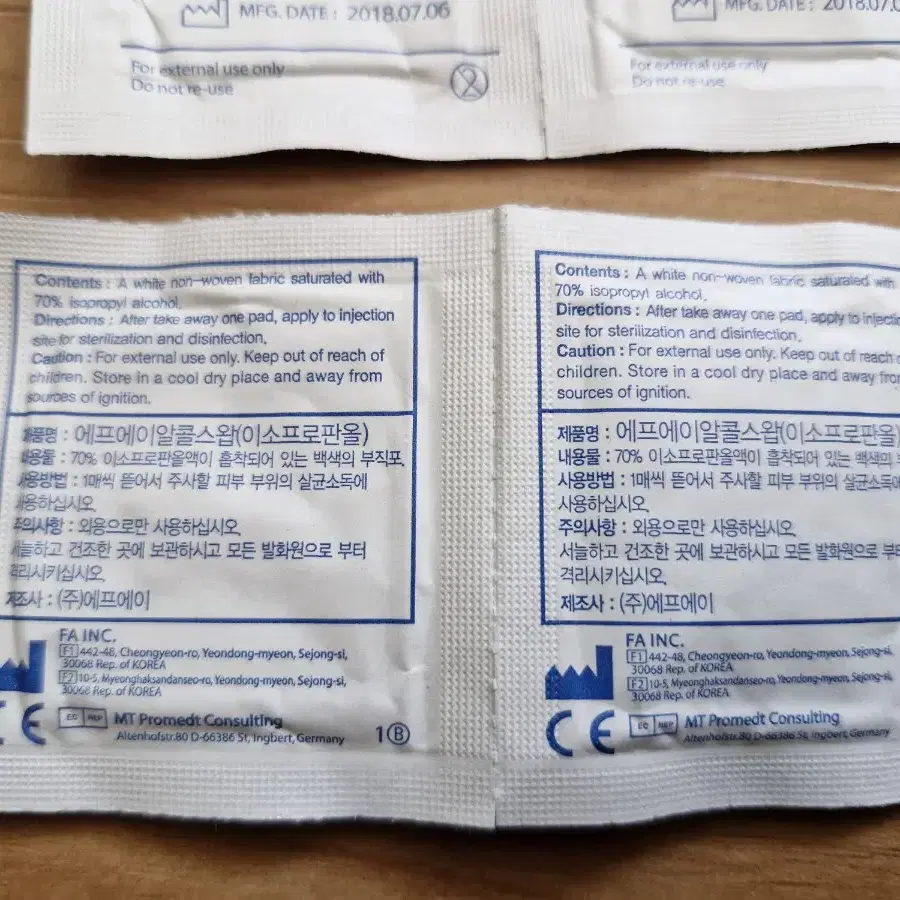 MFG. DATE : 2018.07.06
For external use only
Do not re-use
2
MFG. DATE : 2018.07.0
For external use only
Do not re-use
Contents : A white non-woven fabric saturated with
70% isopropyl alcohol.
Directions : After take away one pad, apply to injection
site for sterilization and disinfection.
Caution : For external use only. Keep out of reach of
children. Store in a cool dry place and away from
sources of ignition.
제품명 : 에프에이알콜스왑(이소프로판올)
내용물 : 70% 이소프로판올액이 흡착되어 있는 백색의 부직포.
사용방법 : 1매씩 뜯어서 주사할 피부 부위의 살균소독에
사용하십시오.
주의사항 : 외용으로만 사용하십시오.
서늘하고 건조한 곳에 보관하시고 모든 발화원으로 부터
격리시키십시오.
제조사 : (주)에프에이
FA INC.
F1 442-48, Cheongyeon-ro, Yeondong-myeon, Sejong-si,
30068 Rep. of KOREA
F2 10-5, Myeonghaksandanseo-ro, Yeondong-myeon, Sejong-si,
30068 Rep. of KOREA
CE EC REP MT Promedt Consulting
Altenhofstr.80 D-66386 St, Ingbert, Germany
1 B
Contents : A white non-woven fabric saturated with
70% isopropyl alcohol.
Directions : After take away one pad, apply to injectio
site for sterilization and disinfection.
Caution : For external use only. Keep out of reach
children. Store in a cool dry place and away fro
sources of ignition.
제품명 : 에프에이알콜스왑(이소프로판올)
내용물 : 70% 이소프로판올액이 흡착되어 있는 백색의
사용방법 : 1매씩 뜯어서 주사할 피부 부위의 살균소독에
사용하십시오.
주의사항 : 외용으로만 사용하십시오.
서늘하고 건조한 곳에 보관하시고 모든 발화원으로 부터
격리시키십시오.
제조사 : (주)에프에이
FA INC.
F1 442-48, Cheongyeon-ro, Yeondong-myeon, Sejong-si,
30068 Rep. of KOREA
F2 10-5, Myeonghaksandanseo-ro, Yeondong-myeon, Sejong-si,
30068 Rep. of KOREA
CE EC REP MT Promedt Consulting
Altenhofstr.80 D-66386 St, Ingbert, Germany